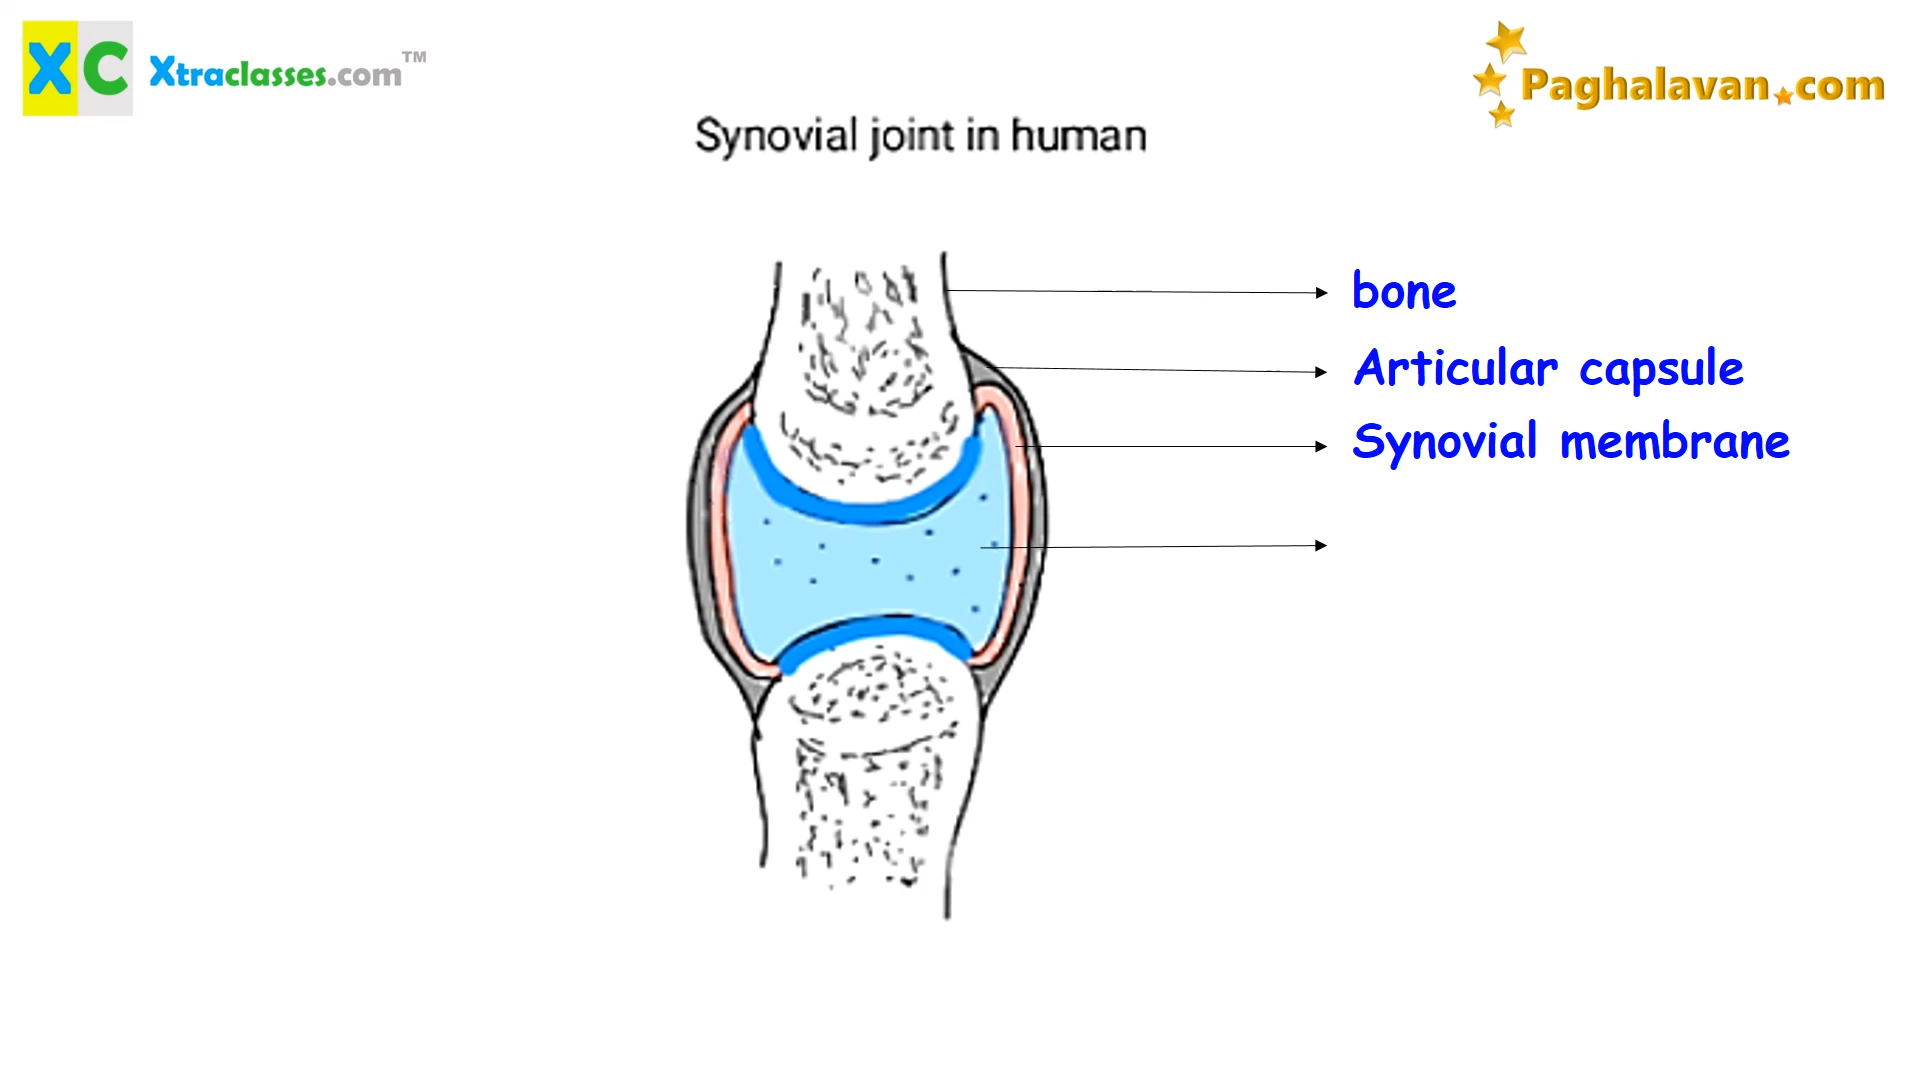 XC Xtraclasses.com™
Paghalavan.com
Synovial joint in human
bone
Articular capsule
Synovial membrane